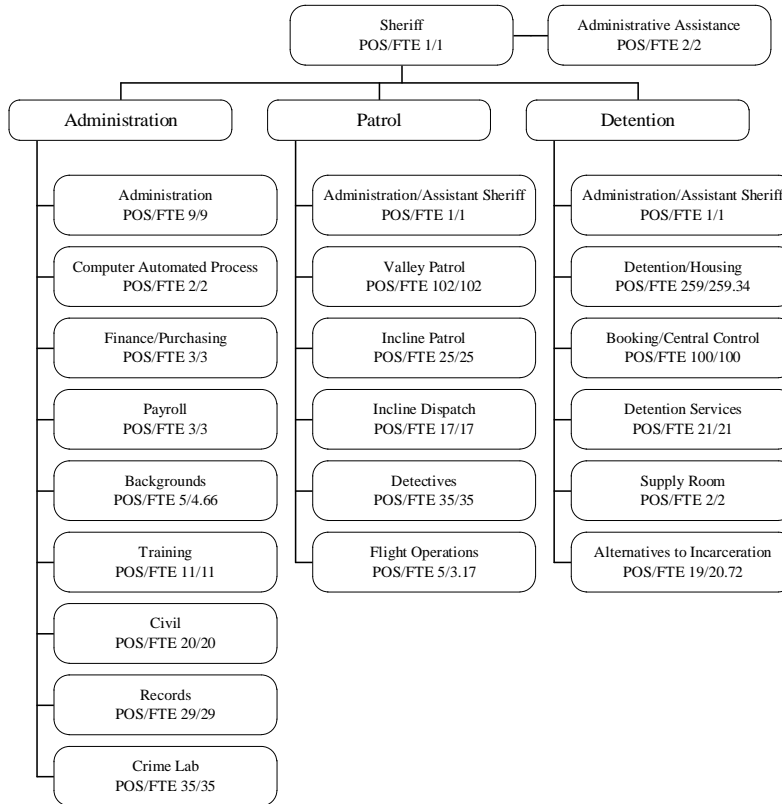 Sheriff
POS/FTE 1/1
Administrative Assistance
POS/FTE 2/2
Administration
Patrol
Detention
Administration
POS/FTE 9/9
Computer Automated Process
POS/FTE 2/2
Finance/Purchasing
POS/FTE 3/3
Payroll
POS/FTE 3/3
Backgrounds
POS/FTE 5/4.66
Training
POS/FTE 11/11
Civil
POS/FTE 20/20
Records
POS/FTE 29/29
Crime Lab
POS/FTE 35/35
Administration/Assistant Sheriff
POS/FTE 1/1
Valley Patrol
POS/FTE 102/102
Incline Patrol
POS/FTE 25/25
Incline Dispatch
POS/FTE 17/17
Detectives
POS/FTE 35/35
Flight Operations
POS/FTE 5/3.17
Administration/Assistant Sheriff
POS/FTE 1/1
Detention/Housing
POS/FTE 259/259.34
Booking/Central Control
POS/FTE 100/100
Detention Services
POS/FTE 21/21
Supply Room
POS/FTE 2/2
Alternatives to Incarceration
POS/FTE 19/20.72